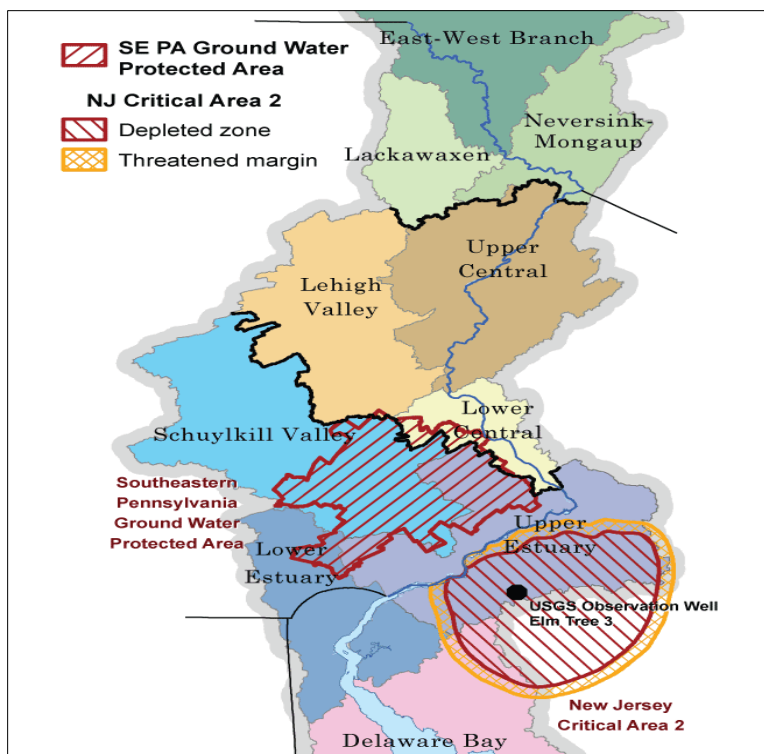 SE PA Ground Water
Protected Area
NJ Critical Area 2
Depleted zone
Threatened margin
East-West Branch
Neversink-
Mongaup
Lackawaxen
Upper
Central
Lehigh
Valley
Lower
Central
Schuylkill Valley
Southeastern
Pennsylvania
Ground Water
Protected Area
Upper
Estuary
Lower
Estuary
USGS Observation Well
Elm Tree 3
New Jersey
Critical Area 2
Delaware Bay